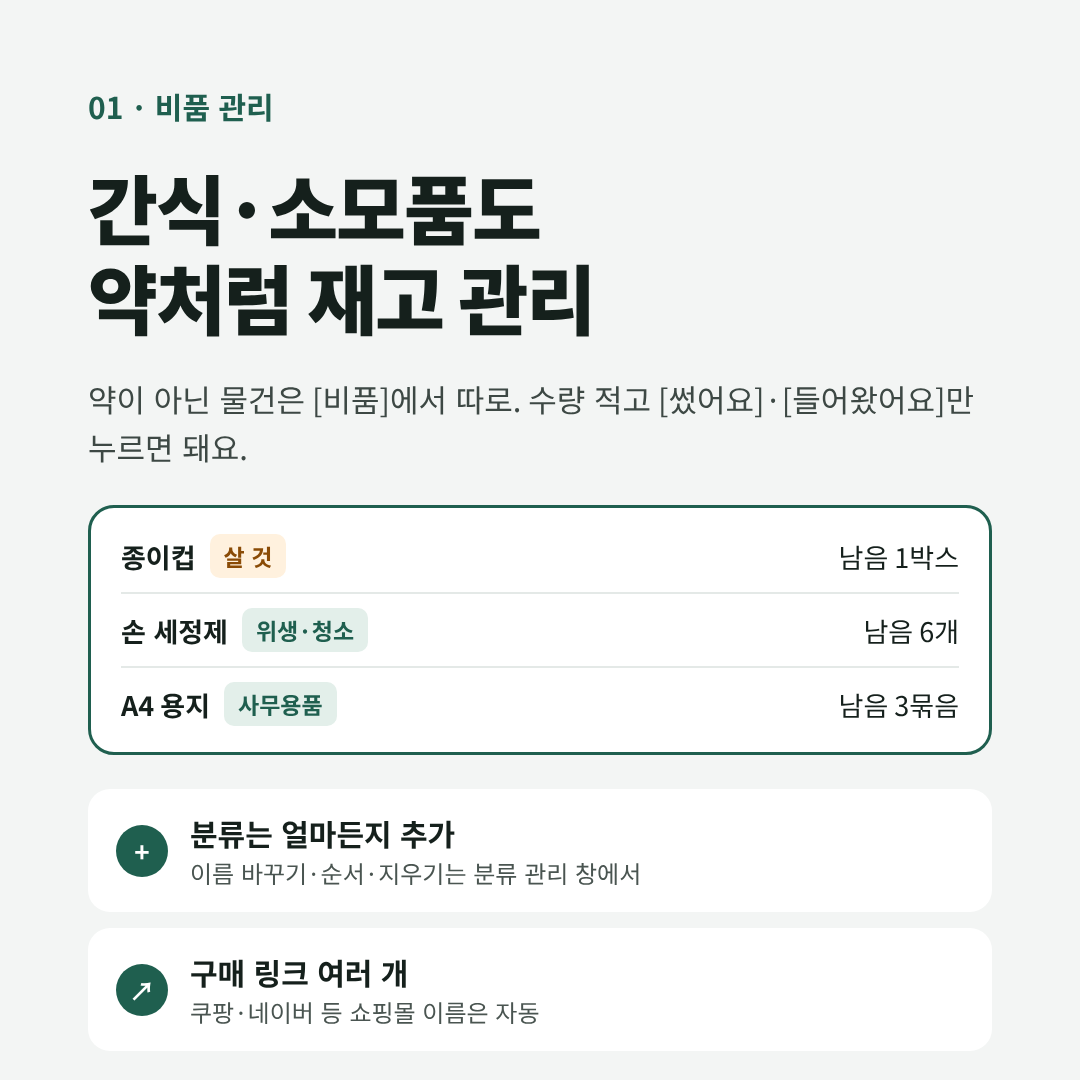 01 · 비품 관리
간식·소모품도
약처럼 재고 관리
약이 아닌 물건은 [비품]에서 따로. 수량 적고 [썼어요]·[들어왔어요]만
누르면 돼요.
종이컵 살 것 남음 1박스
손 세정제 위생·청소 남음 6개
A4 용지 사무용품 남음 3묶음
+ 분류는 얼마든지 추가
이름 바꾸기·순서·지우기는 분류 관리 창에서
↗ 구매 링크 여러 개
쿠팡·네이버 등 쇼핑몰 이름은 자동